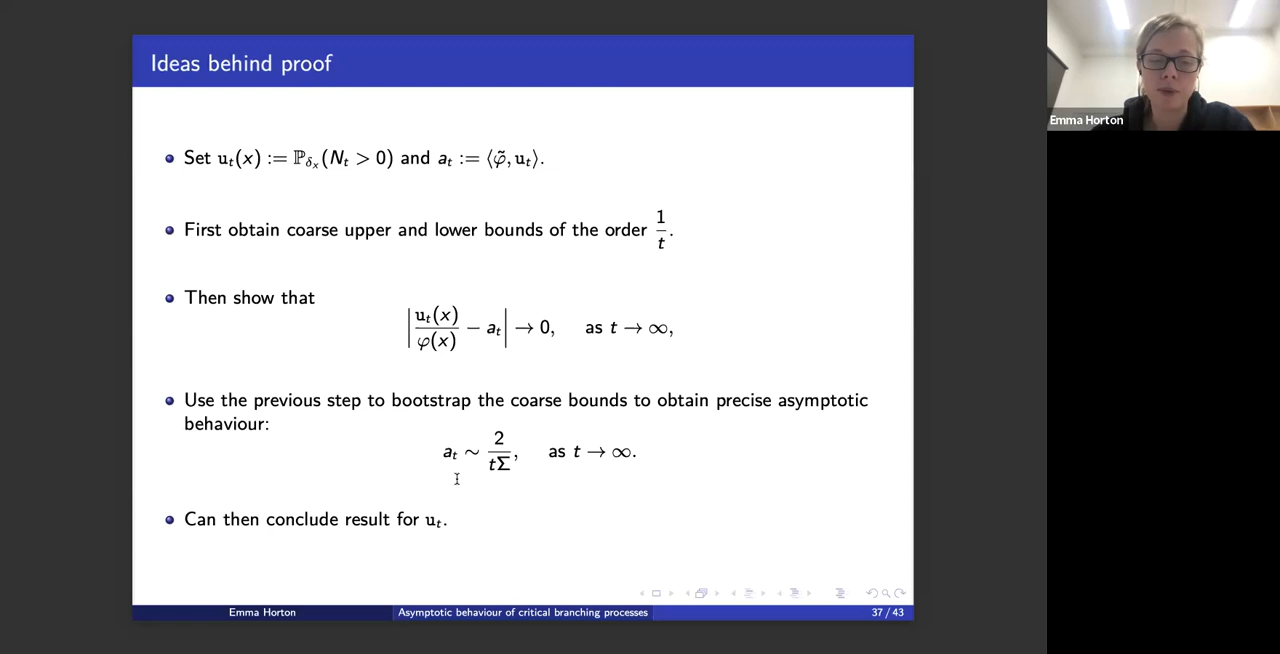 Ideas behind proof
Emma Horton
Set u_t(x) := ℙ_{δ_x}(N_t > 0) and a_t := ⟨φ̃, u_t⟩.
First obtain coarse upper and lower bounds of the order 1/t.
Then show that
|u_t(x)/φ(x) − a_t| → 0, as t → ∞,
Use the previous step to bootstrap the coarse bounds to obtain precise asymptotic
behaviour:
a_t ∼ 2/(tΣ), as t → ∞.
Can then conclude result for u_t.
Emma Horton Asymptotic behaviour of critical branching processes 37 / 43